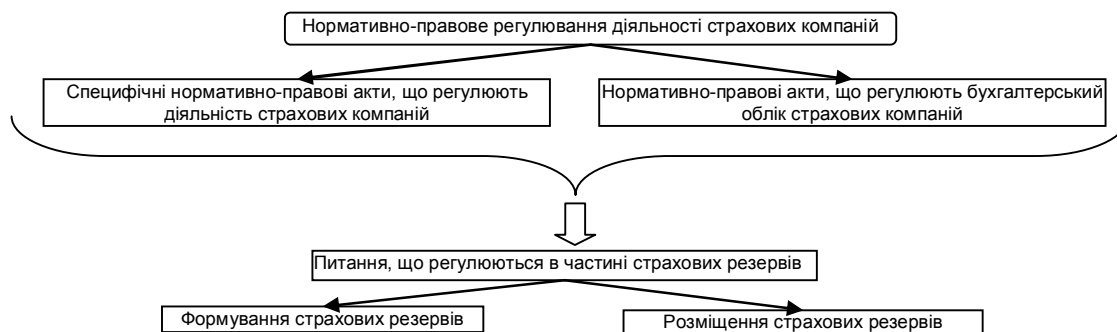 Нормативно-правове регулювання діяльності страхових компаній
Специфічні нормативно-правові акти, що регулюють
діяльність страхових компаній
Нормативно-правові акти, що регулюють бухгалтерський
облік страхових компаній
Питання, що регулюються в частині страхових резервів
Формування страхових резервів
Розміщення страхових резервів